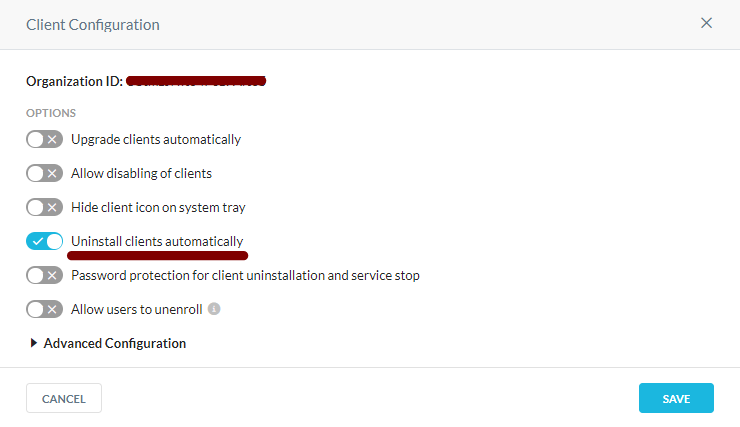 Client Configuration
Organization ID:
OPTIONS
Upgrade clients automatically
Allow disabling of clients
Hide client icon on system tray
Uninstall clients automatically
Password protection for client uninstallation and service stop
Allow users to unenroll
Advanced Configuration
CANCEL
SAVE